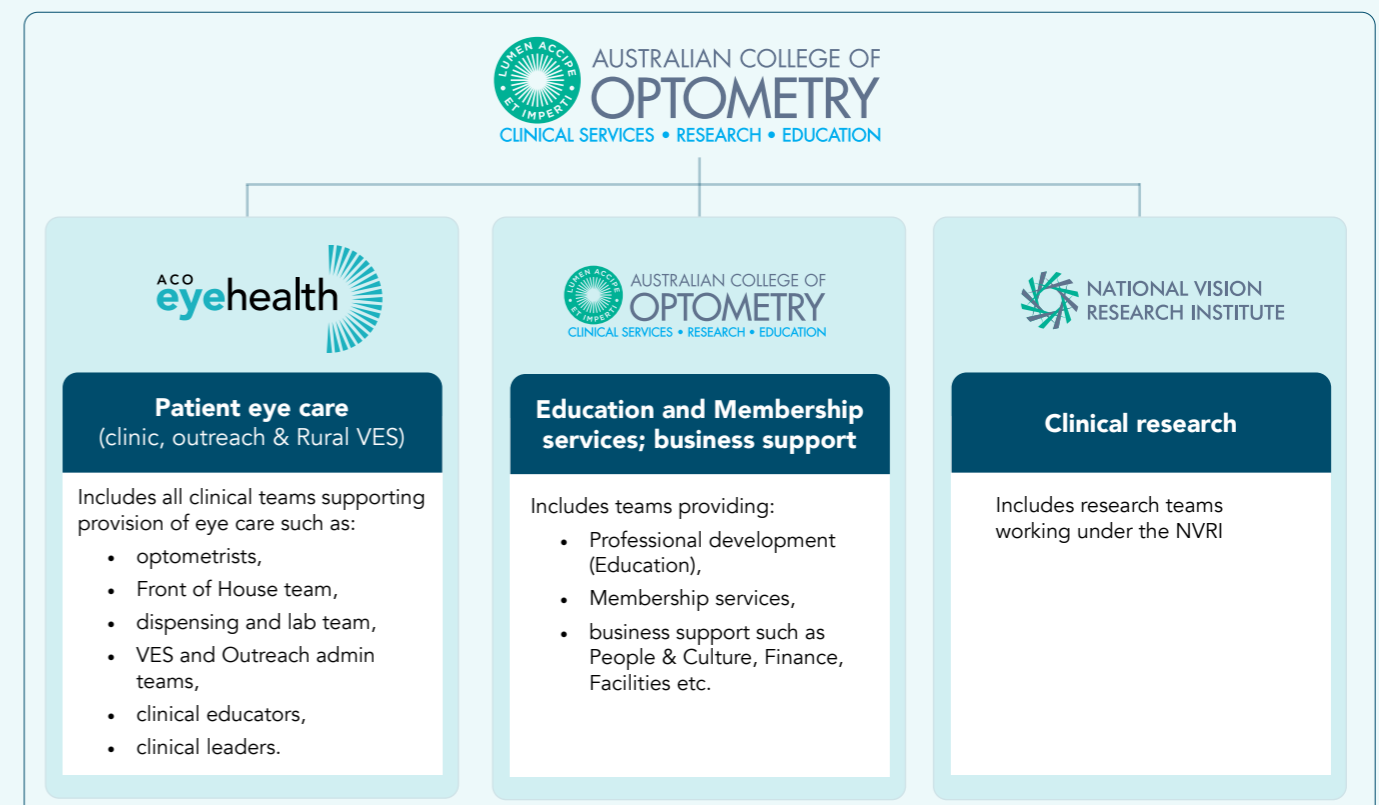 LUMEN ACCIPE
ET IMPERTI
AUSTRALIAN COLLEGE OF
OPTOMETRY
CLINICAL SERVICES • RESEARCH • EDUCATION
ACO
eyehealth
Patient eye care
(clinic, outreach & Rural VES)
Includes all clinical teams supporting
provision of eye care such as:
• optometrists,
• Front of House team,
• dispensing and lab team,
• VES and Outreach admin
teams,
• clinical educators,
• clinical leaders.
LUMEN ACCIPE
ET IMPERTI
AUSTRALIAN COLLEGE OF
OPTOMETRY
CLINICAL SERVICES • RESEARCH • EDUCATION
Education and Membership
services; business support
Includes teams providing:
• Professional development
(Education),
• Membership services,
• business support such as
People & Culture, Finance,
Facilities etc.
NATIONAL VISION
RESEARCH INSTITUTE
Clinical research
Includes research teams
working under the NVRI